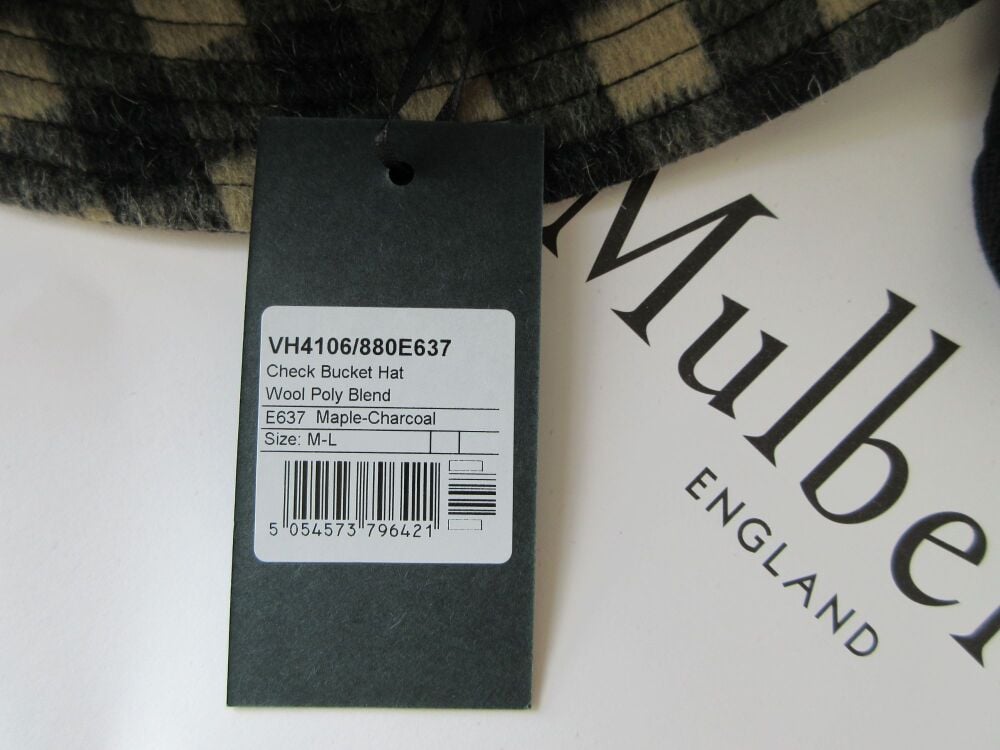 VH4106/880E637
Check Bucket Hat
Wool Poly Blend
E637 Maple-Charcoal
Size: M-L
5 054573 796421
Mulber
ENGLAND